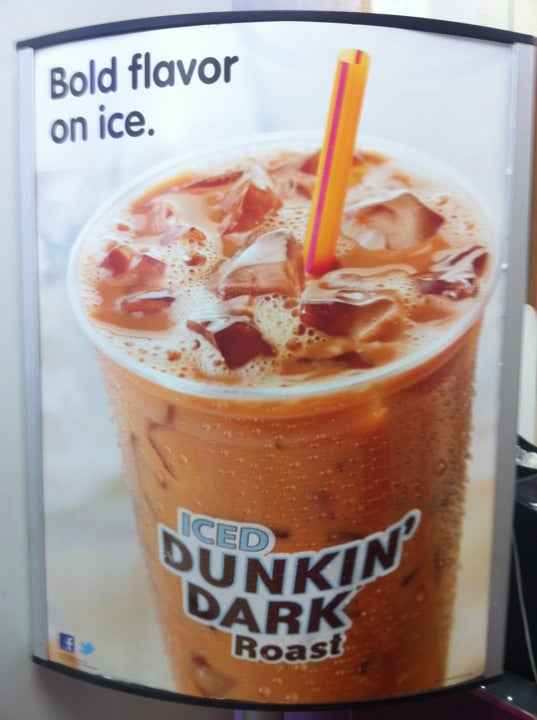 Bold flavor
on ice.
ICED
DUNKIN'
DARK
Roast